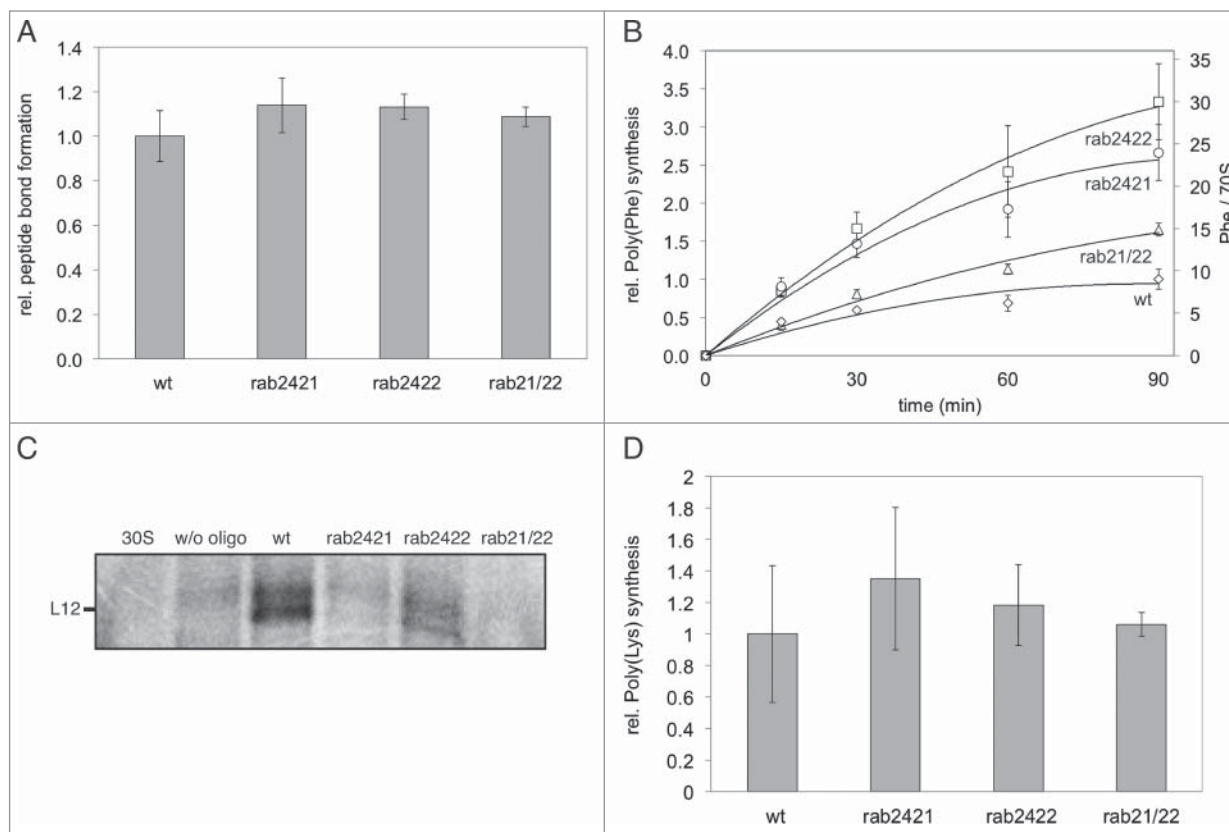 A
rel. peptide bond formation
1.4
1.2
1.0
0.8
0.6
0.4
0.2
0.0
wt rab2421 rab2422 rab21/22
B
rel. Poly(Phe) synthesis
4.0
3.5
3.0
2.5
2.0
1.5
1.0
0.5
0.0
35
30
25
20
15
10
5
0
Phe / 70S
rab2422
rab2421
rab21/22
wt
0 30 60 90
time (min)
C
30S w/o oligo wt rab2421 rab2422 rab21/22
L12
D
rel. Poly(Lys) synthesis
2
1.8
1.6
1.4
1.2
1
0.8
0.6
0.4
0.2
0
wt rab2421 rab2422 rab21/22